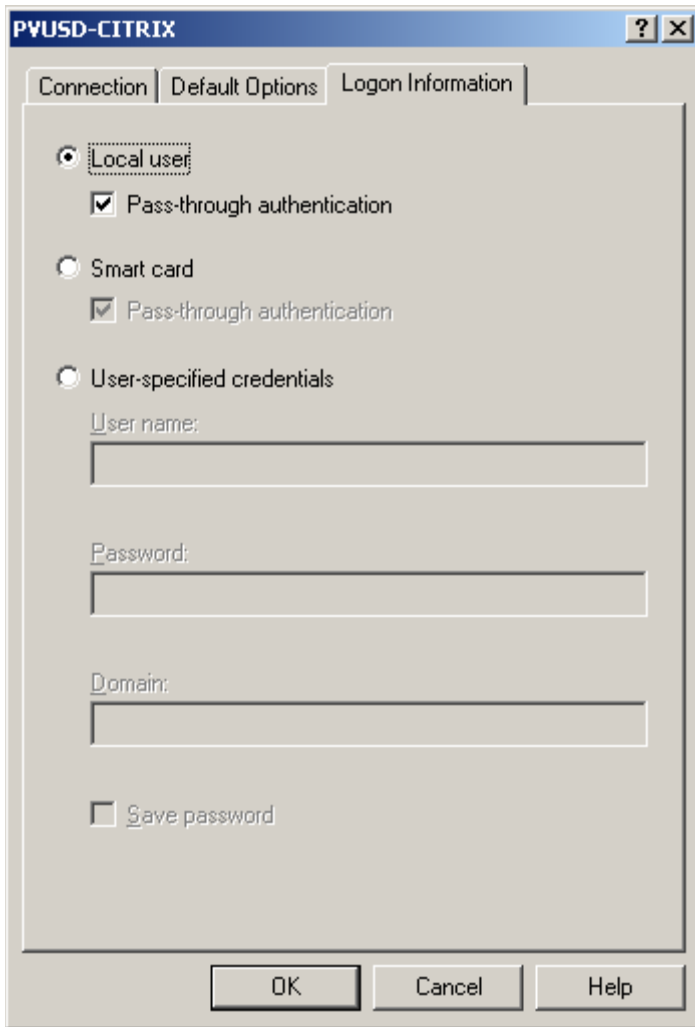 PVUSD-CITRIX
Connection Default Options Logon Information
Local user
Pass-through authentication
Smart card
Pass-through authentication
User-specified credentials
User name:
Password:
Domain:
Save password
OK Cancel Help